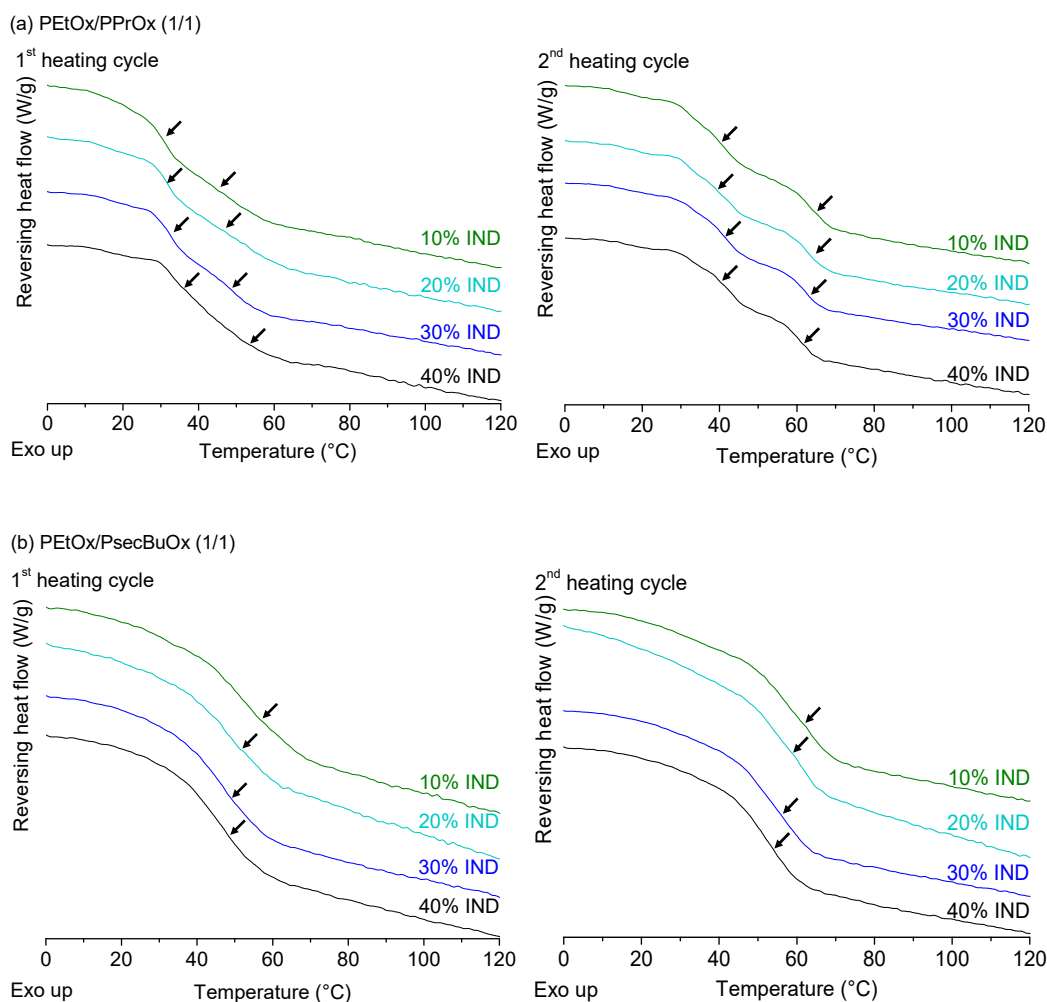 (a) PEtOx/PPrOx (1/1)
1st heating cycle
Reversing heat flow (W/g)
10% IND
20% IND
30% IND
40% IND
0 20 40 60 80 100 120
Exo up
Temperature (°C)
2nd heating cycle
Reversing heat flow (W/g)
10% IND
20% IND
30% IND
40% IND
0 20 40 60 80 100 120
Exo up
Temperature (°C)
(b) PEtOx/PsecBuOx (1/1)
1st heating cycle
Reversing heat flow (W/g)
10% IND
20% IND
30% IND
40% IND
0 20 40 60 80 100 120
Exo up
Temperature (°C)
2nd heating cycle
Reversing heat flow (W/g)
10% IND
20% IND
30% IND
40% IND
0 20 40 60 80 100 120
Exo up
Temperature (°C)